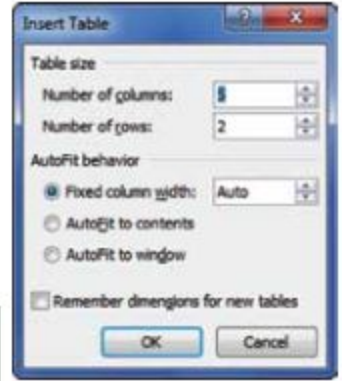 Insert Table
Table size
Number of columns: 5
Number of rows: 2
AutoFit behavior
Fixed column width: Auto
AutoFit to contents
AutoFit to window
Remember dimensions for new tables
OK Cancel